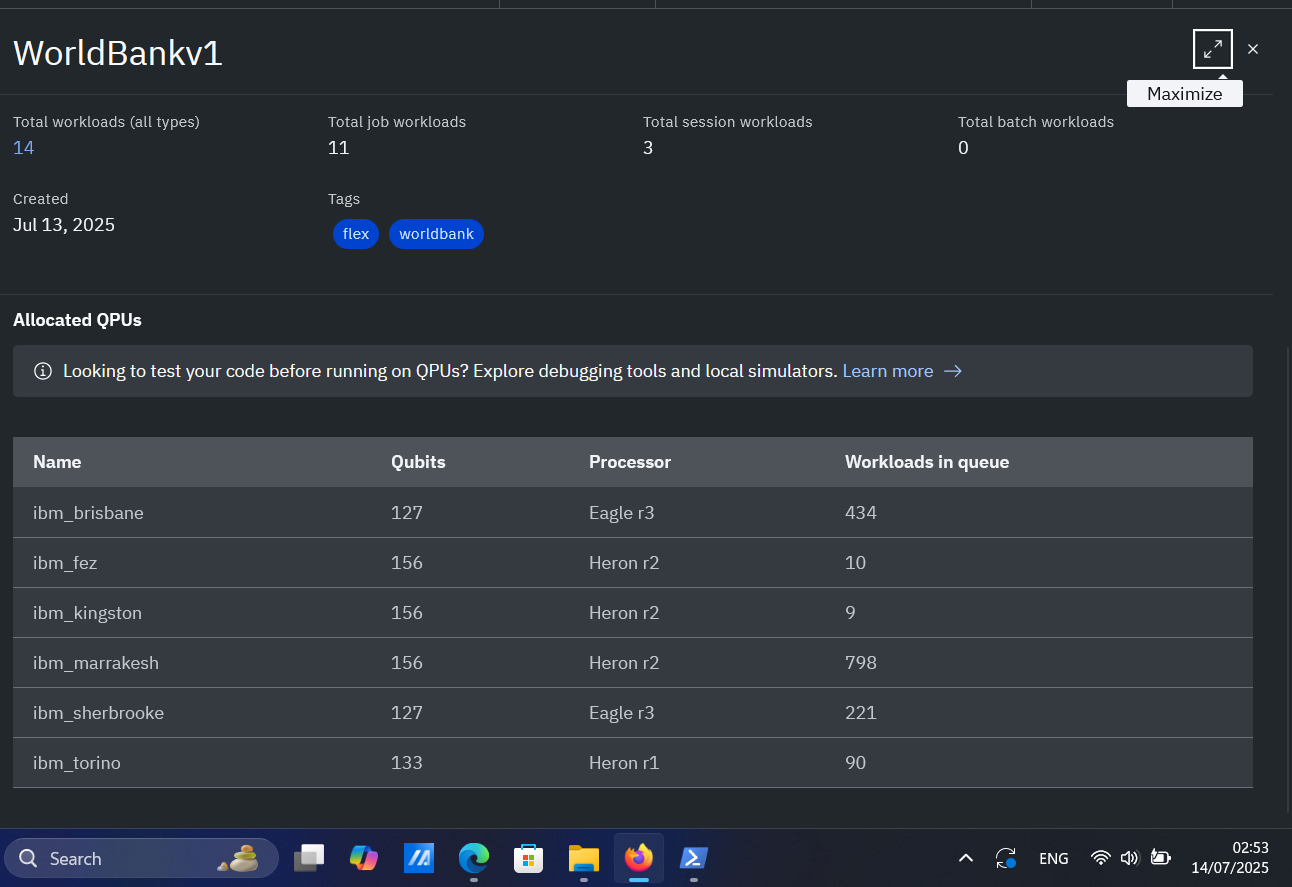 WorldBankv1
Maximize
Total workloads (all types) Total job workloads Total session workloads Total batch workloads
14 11 3 0
Created Tags
Jul 13, 2025
flex worldbank
Allocated QPUs
Looking to test your code before running on QPUs? Explore debugging tools and local simulators. Learn more →
Name Qubits Processor Workloads in queue
ibm_brisbane 127 Eagle r3 434
ibm_fez 156 Heron r2 10
ibm_kingston 156 Heron r2 9
ibm_marrakesh 156 Heron r2 798
ibm_sherbrooke 127 Eagle r3 221
ibm_torino 133 Heron r1 90
Search ENG 02:53
14/07/2025